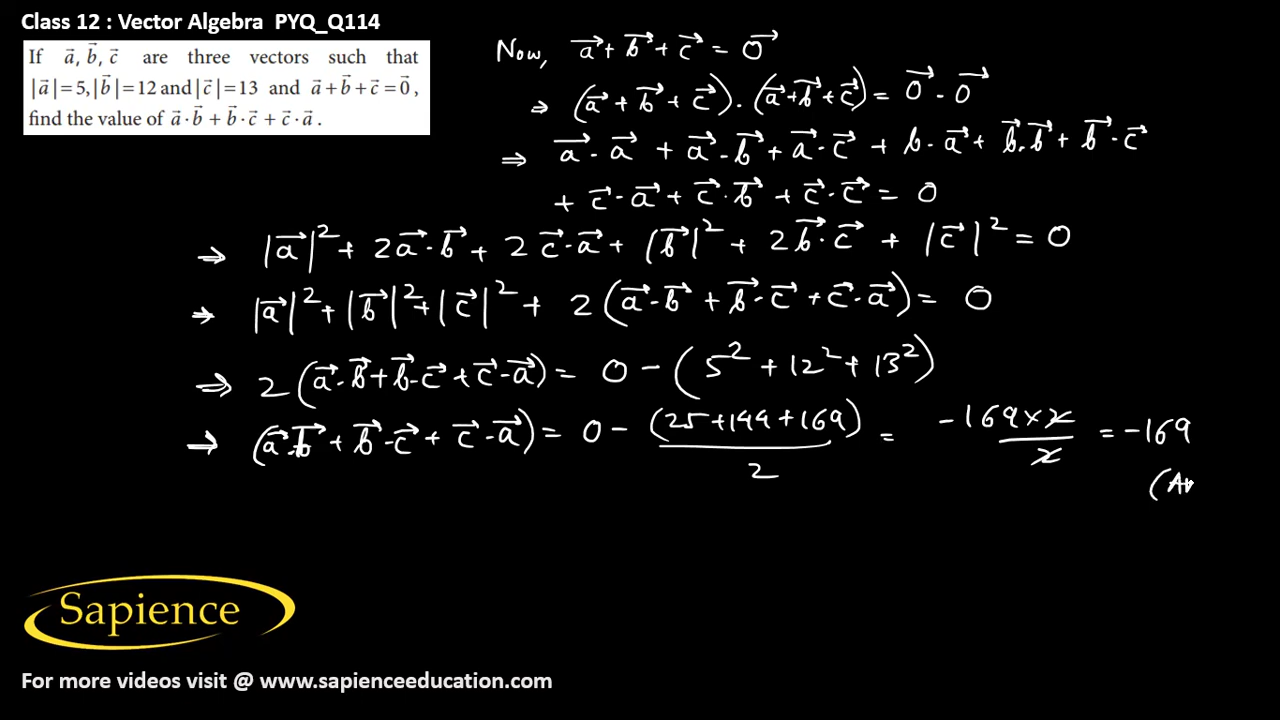 Class 12 : Vector Algebra PYQ_Q114
If a⃗, b⃗, c⃗ are three vectors such that
|a⃗|=5, |b⃗|=12 and |c⃗|=13 and a⃗+b⃗+c⃗=0⃗,
find the value of a⃗·b⃗+b⃗·c⃗+c⃗·a⃗.
Now, a⃗+b⃗+c⃗ = 0⃗
⇒ (a⃗+b⃗+c⃗)·(a⃗+b⃗+c⃗) = 0⃗·0⃗
⇒ a⃗·a⃗ + a⃗·b⃗ + a⃗·c⃗ + b·a⃗ + b⃗·b⃗ + b⃗·c⃗
+ c⃗·a⃗ + c⃗·b⃗ + c⃗·c⃗ = 0
⇒ |a⃗|² + 2a⃗·b⃗ + 2c⃗·a⃗ + |b⃗|² + 2b⃗·c⃗ + |c⃗|² = 0
⇒ |a⃗|² + |b⃗|² + |c⃗|² + 2(a⃗·b⃗ + b⃗·c⃗ + c⃗·a⃗) = 0
⇒ 2(a⃗·b⃗ + b⃗·c⃗ + c⃗·a⃗) = 0 - (5² + 12² + 13²)
⇒ (a⃗·b⃗ + b⃗·c⃗ + c⃗·a⃗) = 0 - (25+144+169)/2 = -169×2/2 = -169
(An
Sapience
For more videos visit @ www.sapienceeducation.com